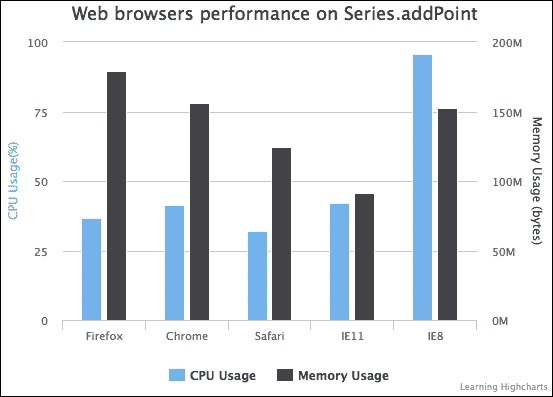 Web browsers performance on Series.addPoint
100
75
50
25
0
CPU Usage(%)
200M
150M
100M
50M
0M
Memory Usage (bytes)
Firefox
Chrome
Safari
IE11
IE8
CPU Usage
Memory Usage
Learning Highcharts